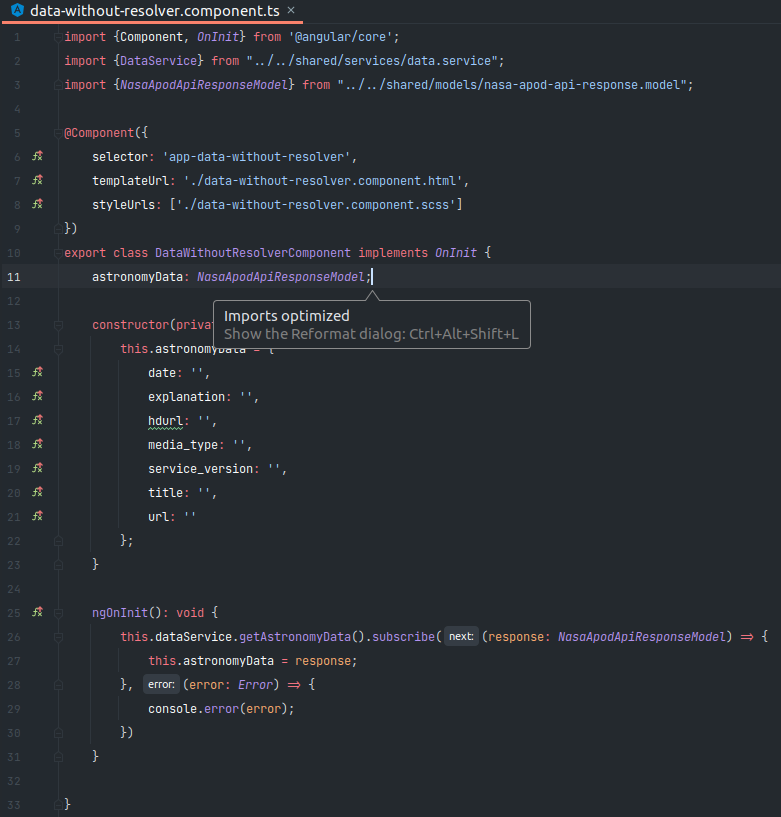 data-without-resolver.component.ts ×
1 import {Component, OnInit} from '@angular/core';
2 import {DataService} from "../../shared/services/data.service";
3 import {NasaApodApiResponseModel} from "../../shared/models/nasa-apod-api-response.model";
4
5 @Component({
6 selector: 'app-data-without-resolver',
7 templateUrl: './data-without-resolver.component.html',
8 styleUrls: ['./data-without-resolver.component.scss']
9 })
10 export class DataWithoutResolverComponent implements OnInit {
11 astronomyData: NasaApodApiResponseModel;
12
Imports optimized
Show the Reformat dialog: Ctrl+Alt+Shift+L
13 constructor(priva
14 this.astronomyData = {
15 date: '',
16 explanation: '',
17 hdurl: '',
18 media_type: '',
19 service_version: '',
20 title: '',
21 url: ''
22 };
23 }
24
25 ngOnInit(): void {
26 this.dataService.getAstronomyData().subscribe( next: (response: NasaApodApiResponseModel) => {
27 this.astronomyData = response;
28 }, error: (error: Error) => {
29 console.error(error);
30 })
31 }
32
33 }